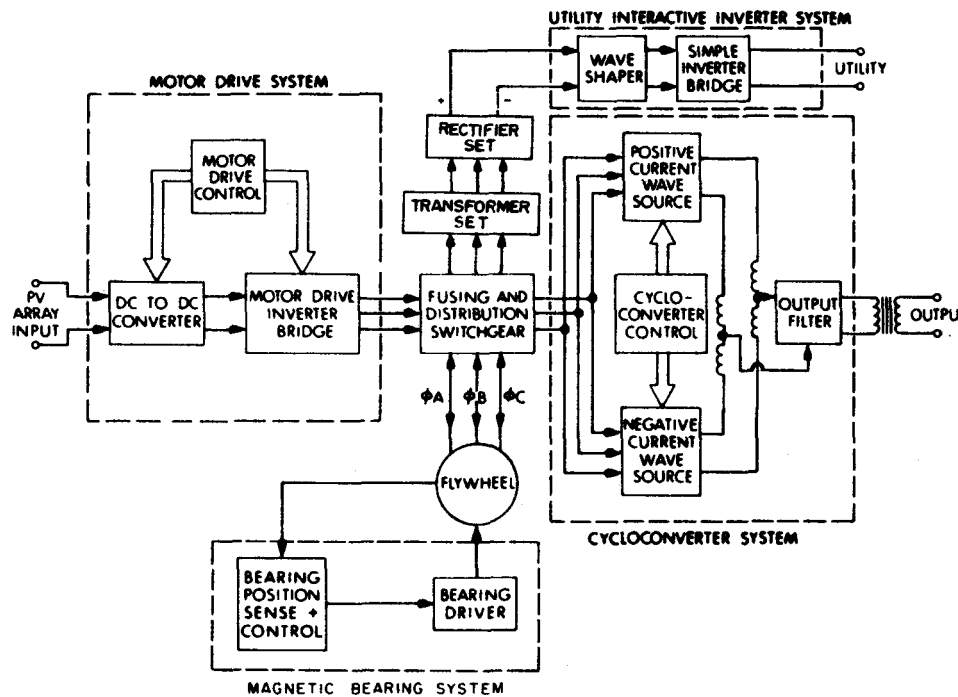 UTILITY INTERACTIVE INVERTER SYSTEM
WAVE
SHAPER
SIMPLE
INVERTER
BRIDGE
UTILITY
MOTOR DRIVE SYSTEM
MOTOR
DRIVE
CONTROL
PV
ARRAY
INPUT
DC TO DC
CONVERTER
MOTOR DRIVE
INVERTER
BRIDGE
+
-
RECTIFIER
SET
TRANSFORMER
SET
FUSING AND
DISTRIBUTION
SWITCHGEAR
ϕA
ϕB
ϕC
FLYWHEEL
POSITIVE
CURRENT
WAVE
SOURCE
CYCLO-
CONVERTER
CONTROL
NEGATIVE
CURRENT
WAVE
SOURCE
OUTPUT
FILTER
OUTPU
CYCLOCONVERTER SYSTEM
BEARING
POSITION
SENSE +
CONTROL
BEARING
DRIVER
MAGNETIC BEARING SYSTEM